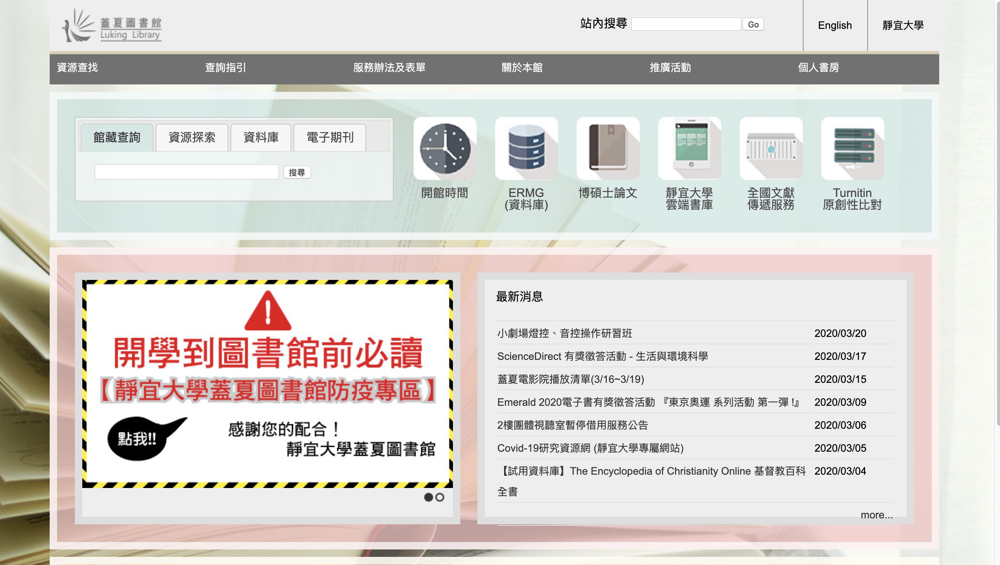 蓋夏圖書館
Luking Library
站內搜尋
Go
English
靜宜大學
資源查找
查詢指引
服務辦法及表單
關於本館
推廣活動
個人書房
館藏查詢
資源探索
資料庫
電子期刊
搜尋
開館時間
ERMG
(資料庫)
博碩士論文
靜宜大學
雲端書庫
全國文獻
傳遞服務
Turnitin
原創性比對
開學到圖書館前必讀
【靜宜大學蓋夏圖書館防疫專區】
點我!!
感謝您的配合！
靜宜大學蓋夏圖書館
最新消息
小劇場燈控、音控操作研習班 2020/03/20
ScienceDirect 有獎徵答活動 - 生活與環境科學 2020/03/17
蓋夏電影院播放清單(3/16~3/19) 2020/03/15
Emerald 2020電子書有獎徵答活動 『東京奧運 系列活動 第一彈 !』 2020/03/09
2樓團體視聽室暫停借用服務公告 2020/03/06
Covid-19研究資源網 (靜宜大學專屬網站) 2020/03/05
【試用資料庫】The Encyclopedia of Christianity Online 基督教百科 2020/03/04
全書
more...